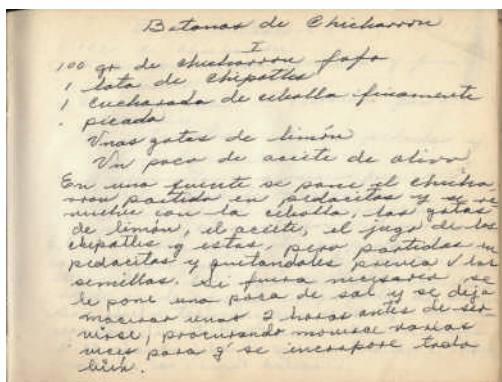 Botanas de Chicharron
I
100 gr de chicharron fofo
1 lata de chipotles
1 cucharada de cebolla finamente
picada
Unas gotas de limón
Un poco de aceite de olivo
En una fuente se pone el chicha
rron partido en pedacitos y se re
vuelve con la cebolla, las gotas
de limón, el aceite, el jugo de los
chipotles y estos, pero partidos en
pedacitos y quitandoles previa/ las
semillas. Si fuera necesario, se
le pone una poca de sal y se deja
macerar unas 2 horas antes de ser-
virse, procurando moverse varias
veces para q' se incorpore todo
bien.